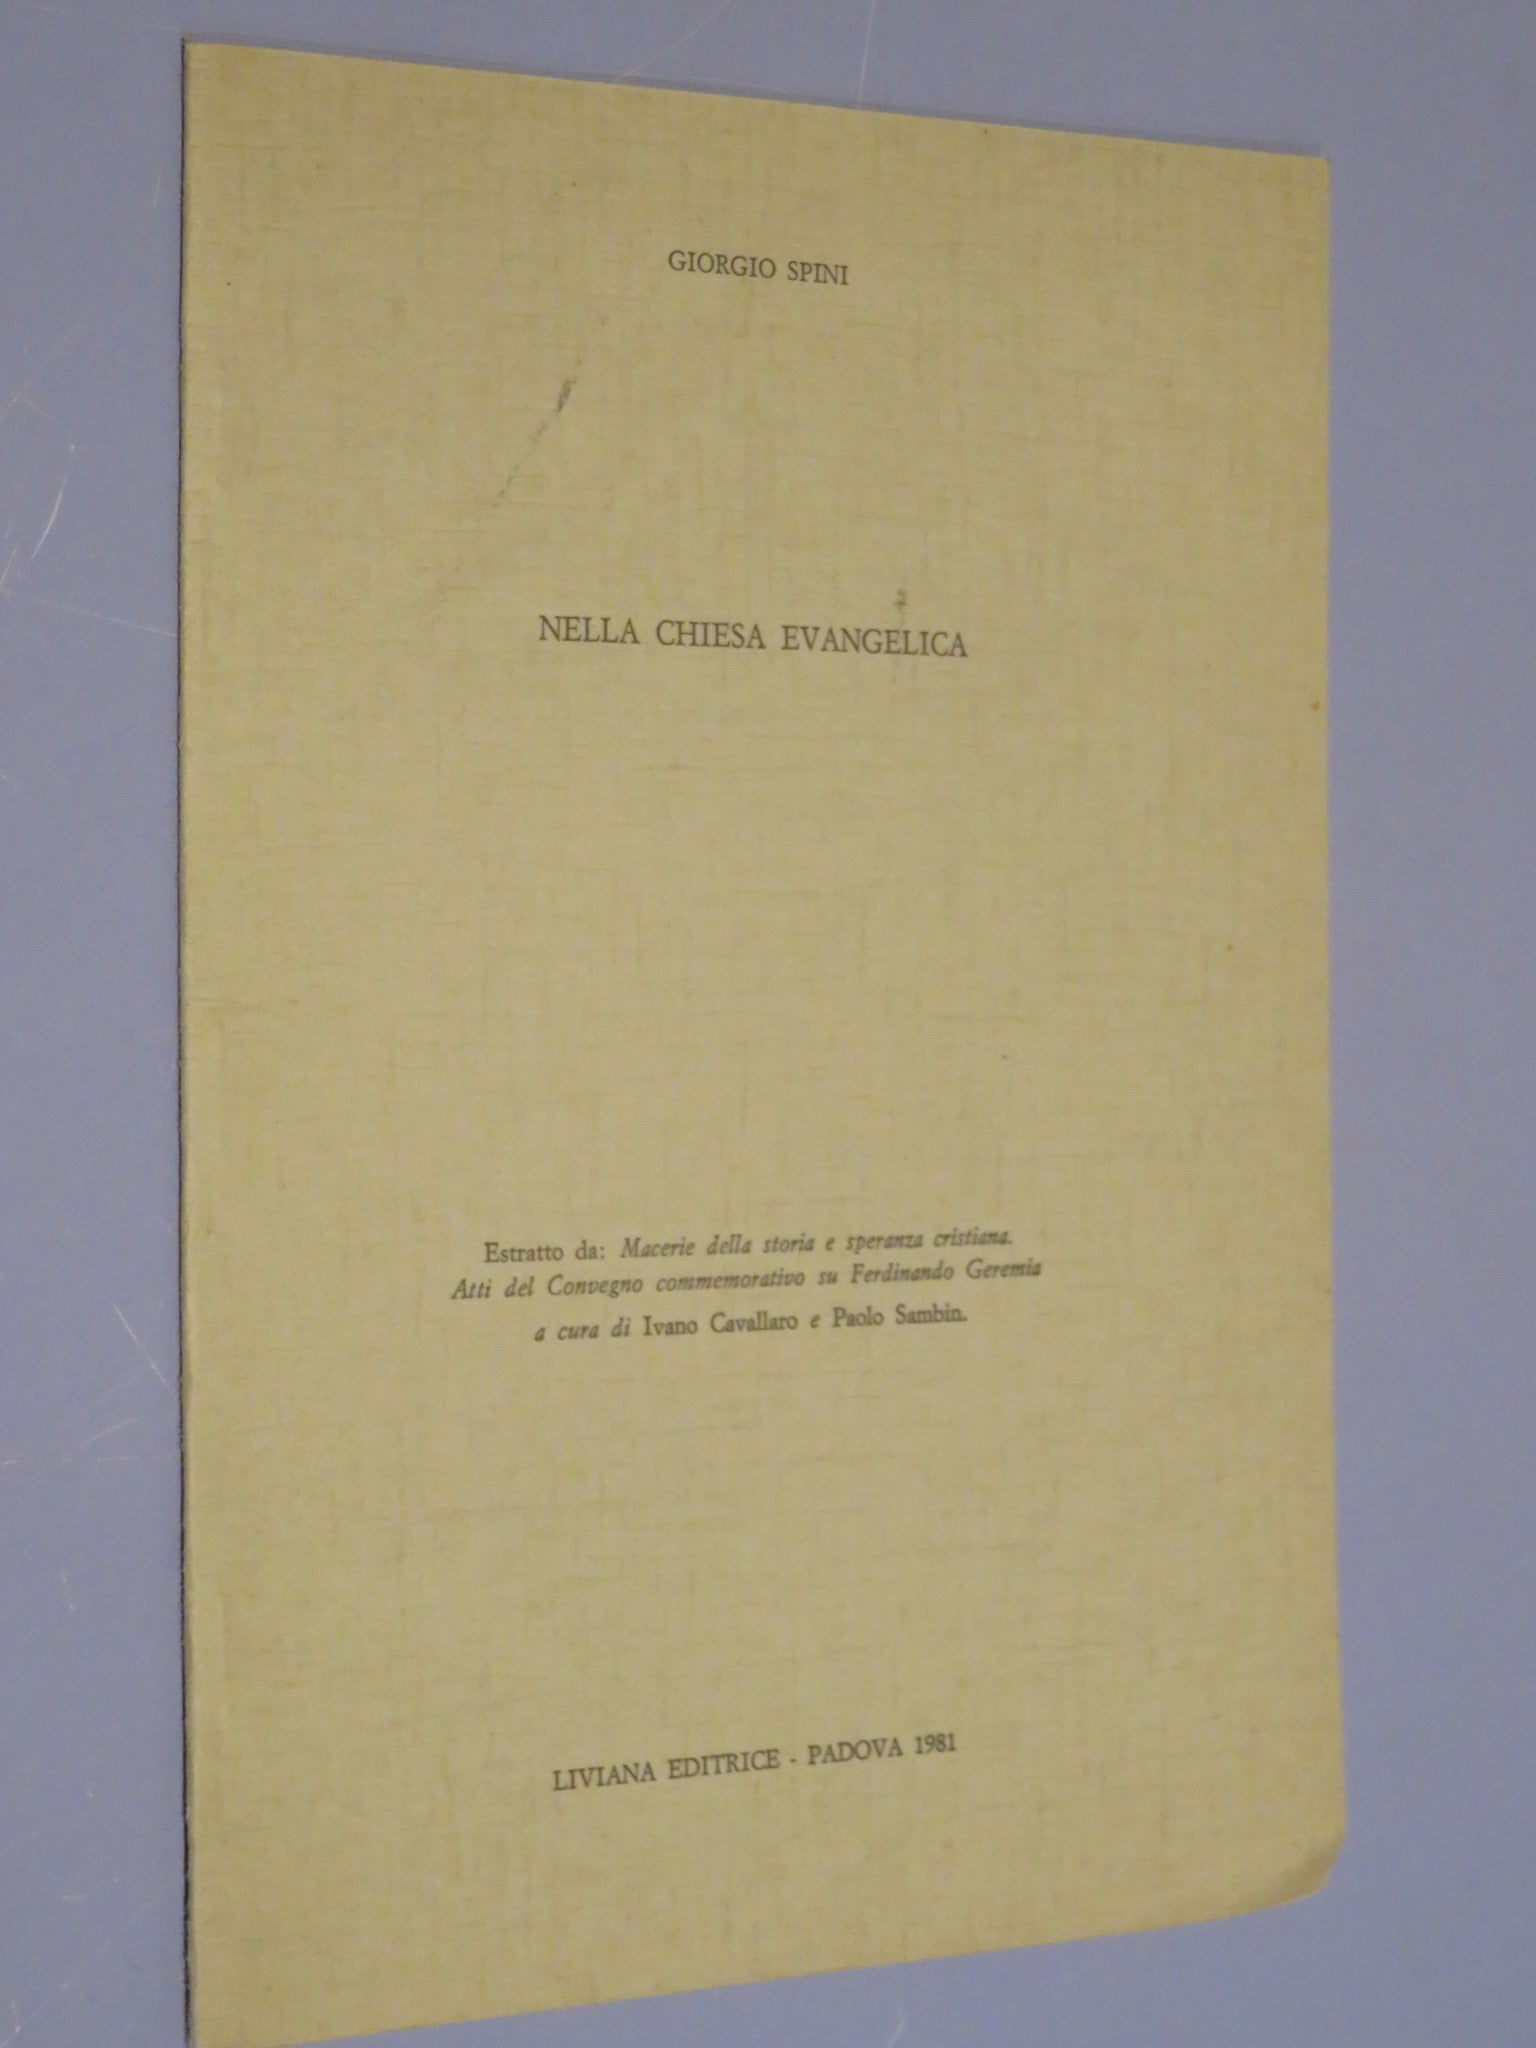 GIORGIO SPINI
NELLA CHIESA EVANGELICA
Estratto da: Macerie della storia e speranza cristiana.
Atti del Convegno commemorativo su Ferdinando Geremia
a cura di Ivano Cavallaro e Paolo Sambin.
LIVIANA EDITRICE - PADOVA 1981